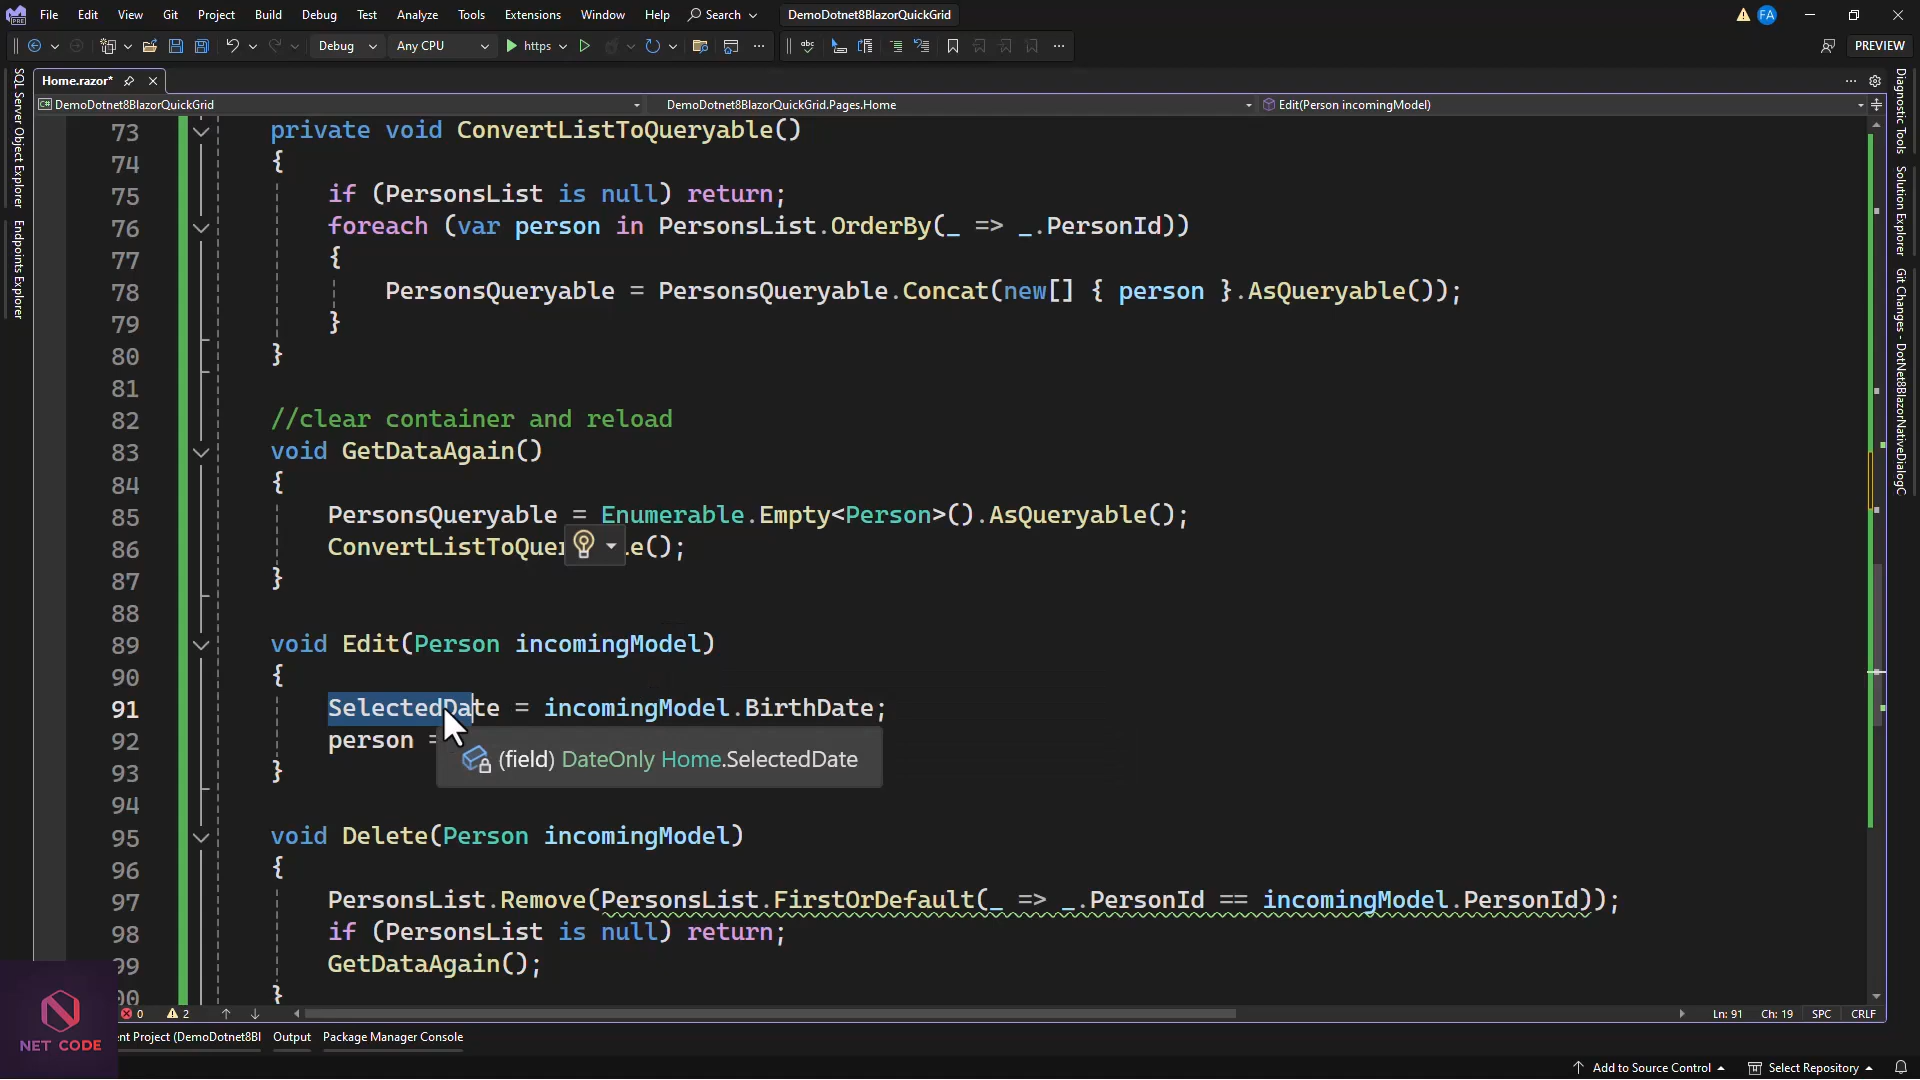 File Edit View Git Project Build Debug Test Analyze Tools Extensions Window Help Search DemoDotnet8BlazorQuickGrid FA
Debug Any CPU https PREVIEW
Home.razor*
DemoDotnet8BlazorQuickGrid DemoDotnet8BlazorQuickGrid.Pages.Home Edit(Person incomingModel)
SQL Server Object Explorer
Endpoints Explorer
Diagnostic Tools
Solution Explorer
Git Changes - DotNet8BlazorNativeDialogC
73 private void ConvertListToQueryable()
74 {
75 if (PersonsList is null) return;
76 foreach (var person in PersonsList.OrderBy(_ => _.PersonId))
77 {
78 PersonsQueryable = PersonsQueryable.Concat(new[] { person }.AsQueryable());
79 }
80 }
81
82 //clear container and reload
83 void GetDataAgain()
84 {
85 PersonsQueryable = Enumerable.Empty<Person>().AsQueryable();
86 ConvertListToQue le();
87 }
88
89 void Edit(Person incomingModel)
90 {
91 SelectedDate = incomingModel.BirthDate;
92 person =
(field) DateOnly Home.SelectedDate
93 }
94
95 void Delete(Person incomingModel)
96 {
97 PersonsList.Remove(PersonsList.FirstOrDefault(_ => _.PersonId == incomingModel.PersonId));
98 if (PersonsList is null) return;
99 GetDataAgain();
00 }
0 2 Ln: 91 Ch: 19 SPC CRLF
NET CODE
ent Project (DemoDotnet8Bl Output Package Manager Console
Add to Source Control Select Repository